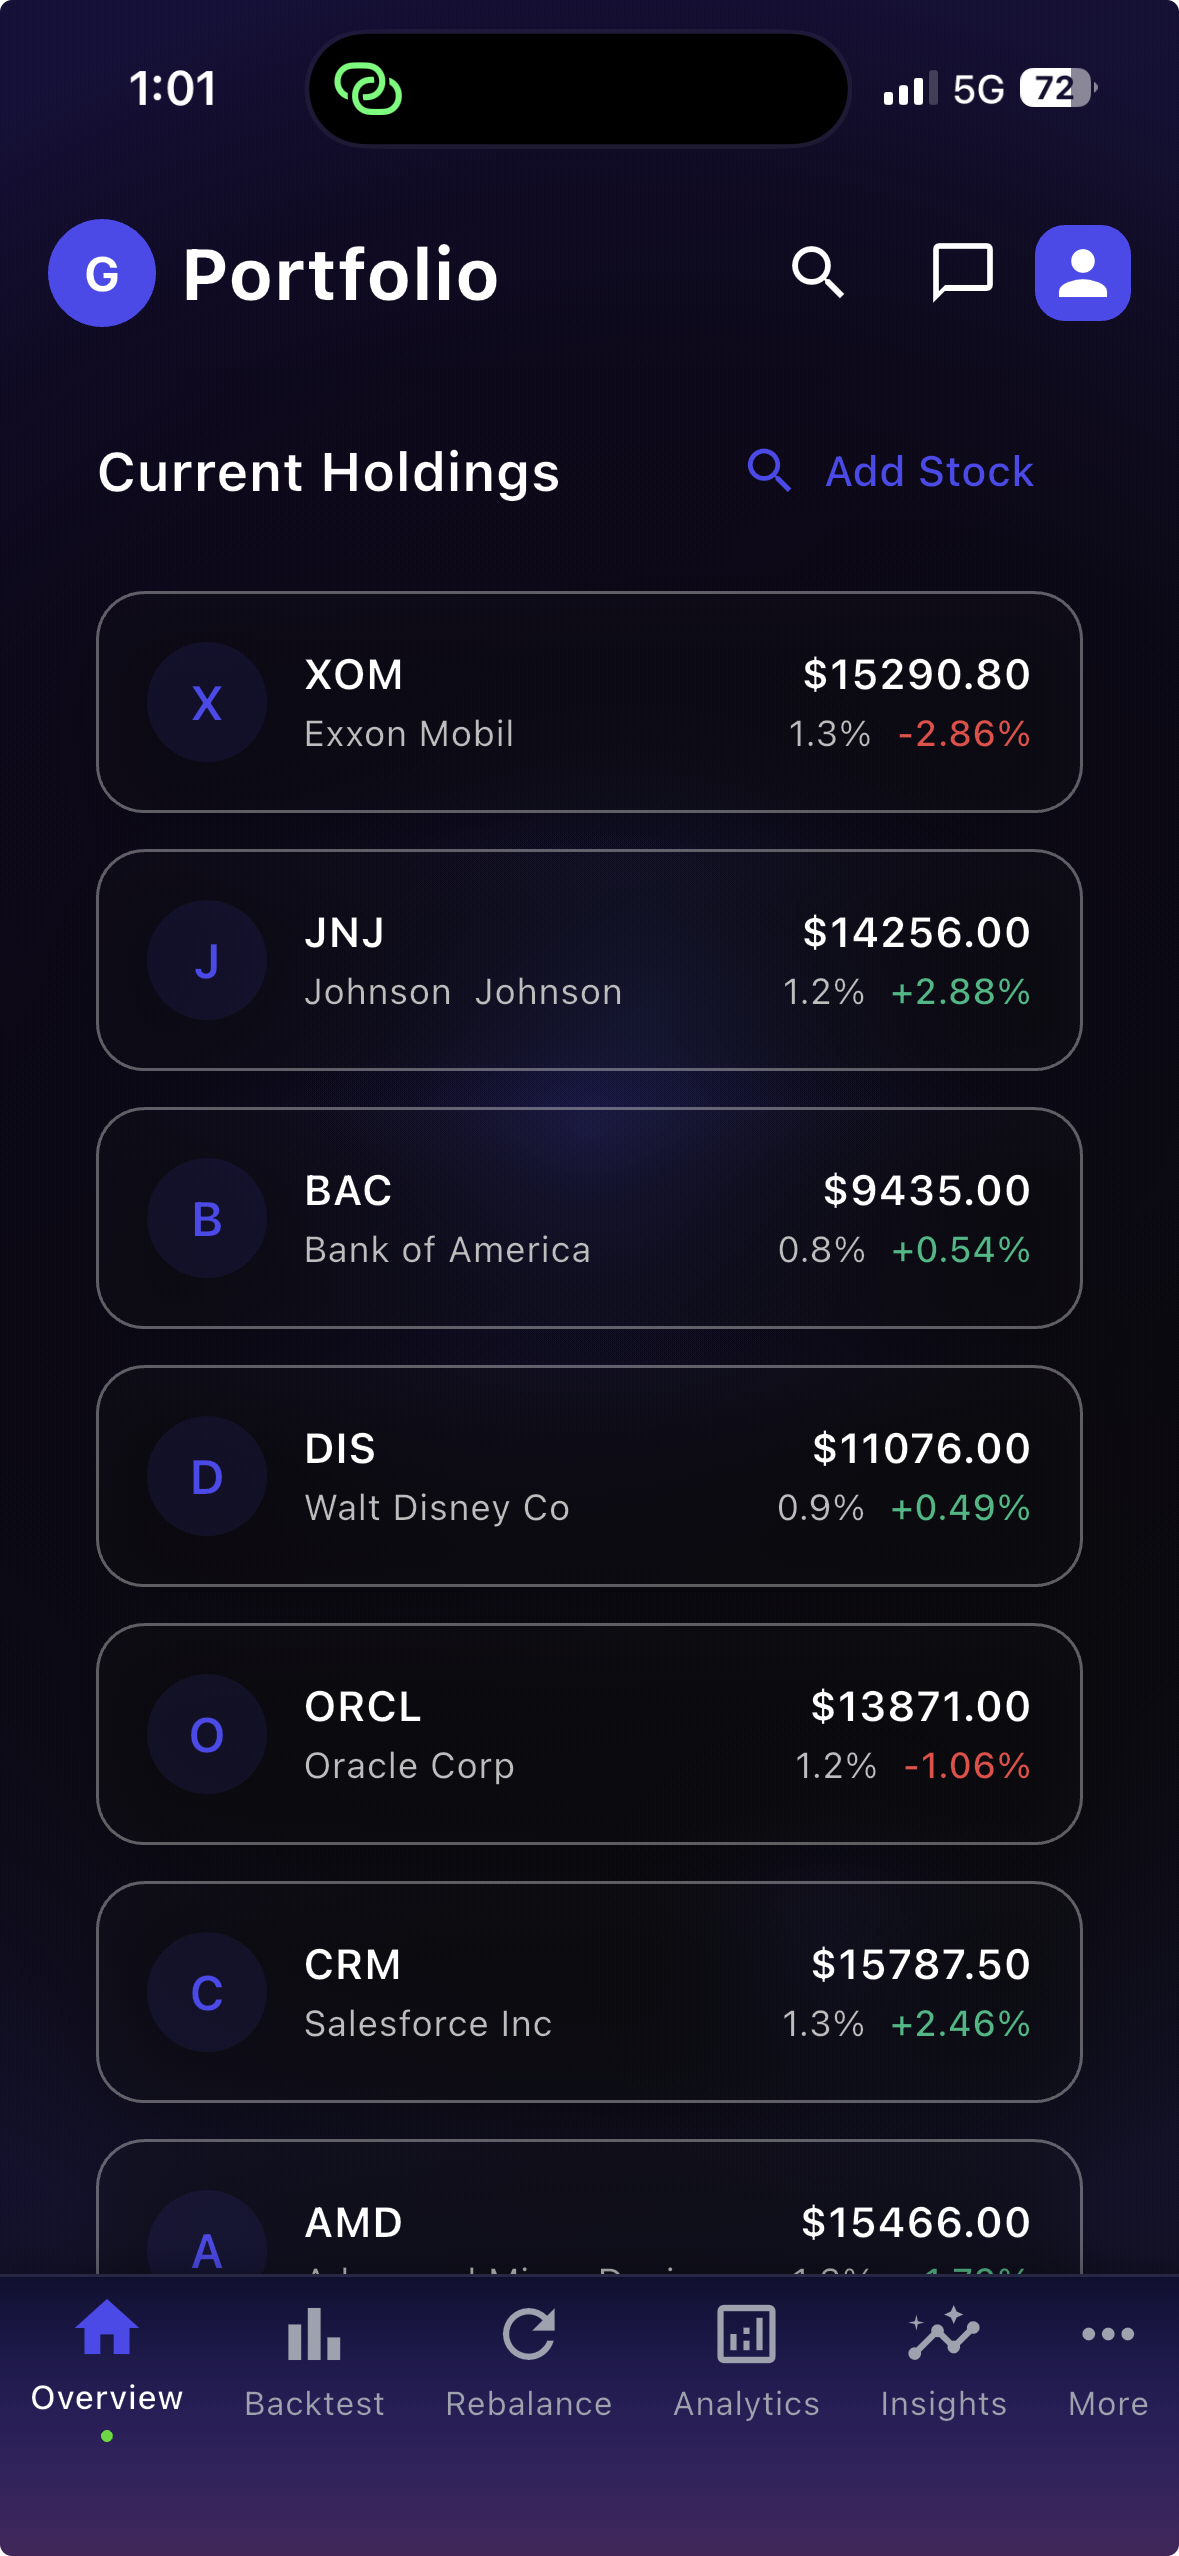 1:01
5G 72
G Portfolio
Current Holdings Add Stock
X XOM $15290.80
Exxon Mobil 1.3% -2.86%
J JNJ $14256.00
Johnson  Johnson 1.2% +2.88%
B BAC $9435.00
Bank of America 0.8% +0.54%
D DIS $11076.00
Walt Disney Co 0.9% +0.49%
O ORCL $13871.00
Oracle Corp 1.2% -1.06%
C CRM $15787.50
Salesforce Inc 1.3% +2.46%
A AMD $15466.00
Overview Backtest Rebalance Analytics Insights More